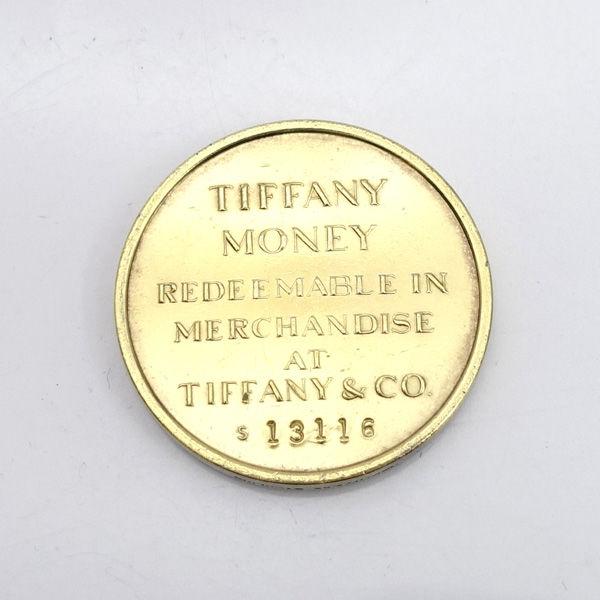 TIFFANY
MONEY
REDEEMABLE IN
MERCHANDISE
AT
TIFFANY & CO.
S 13116